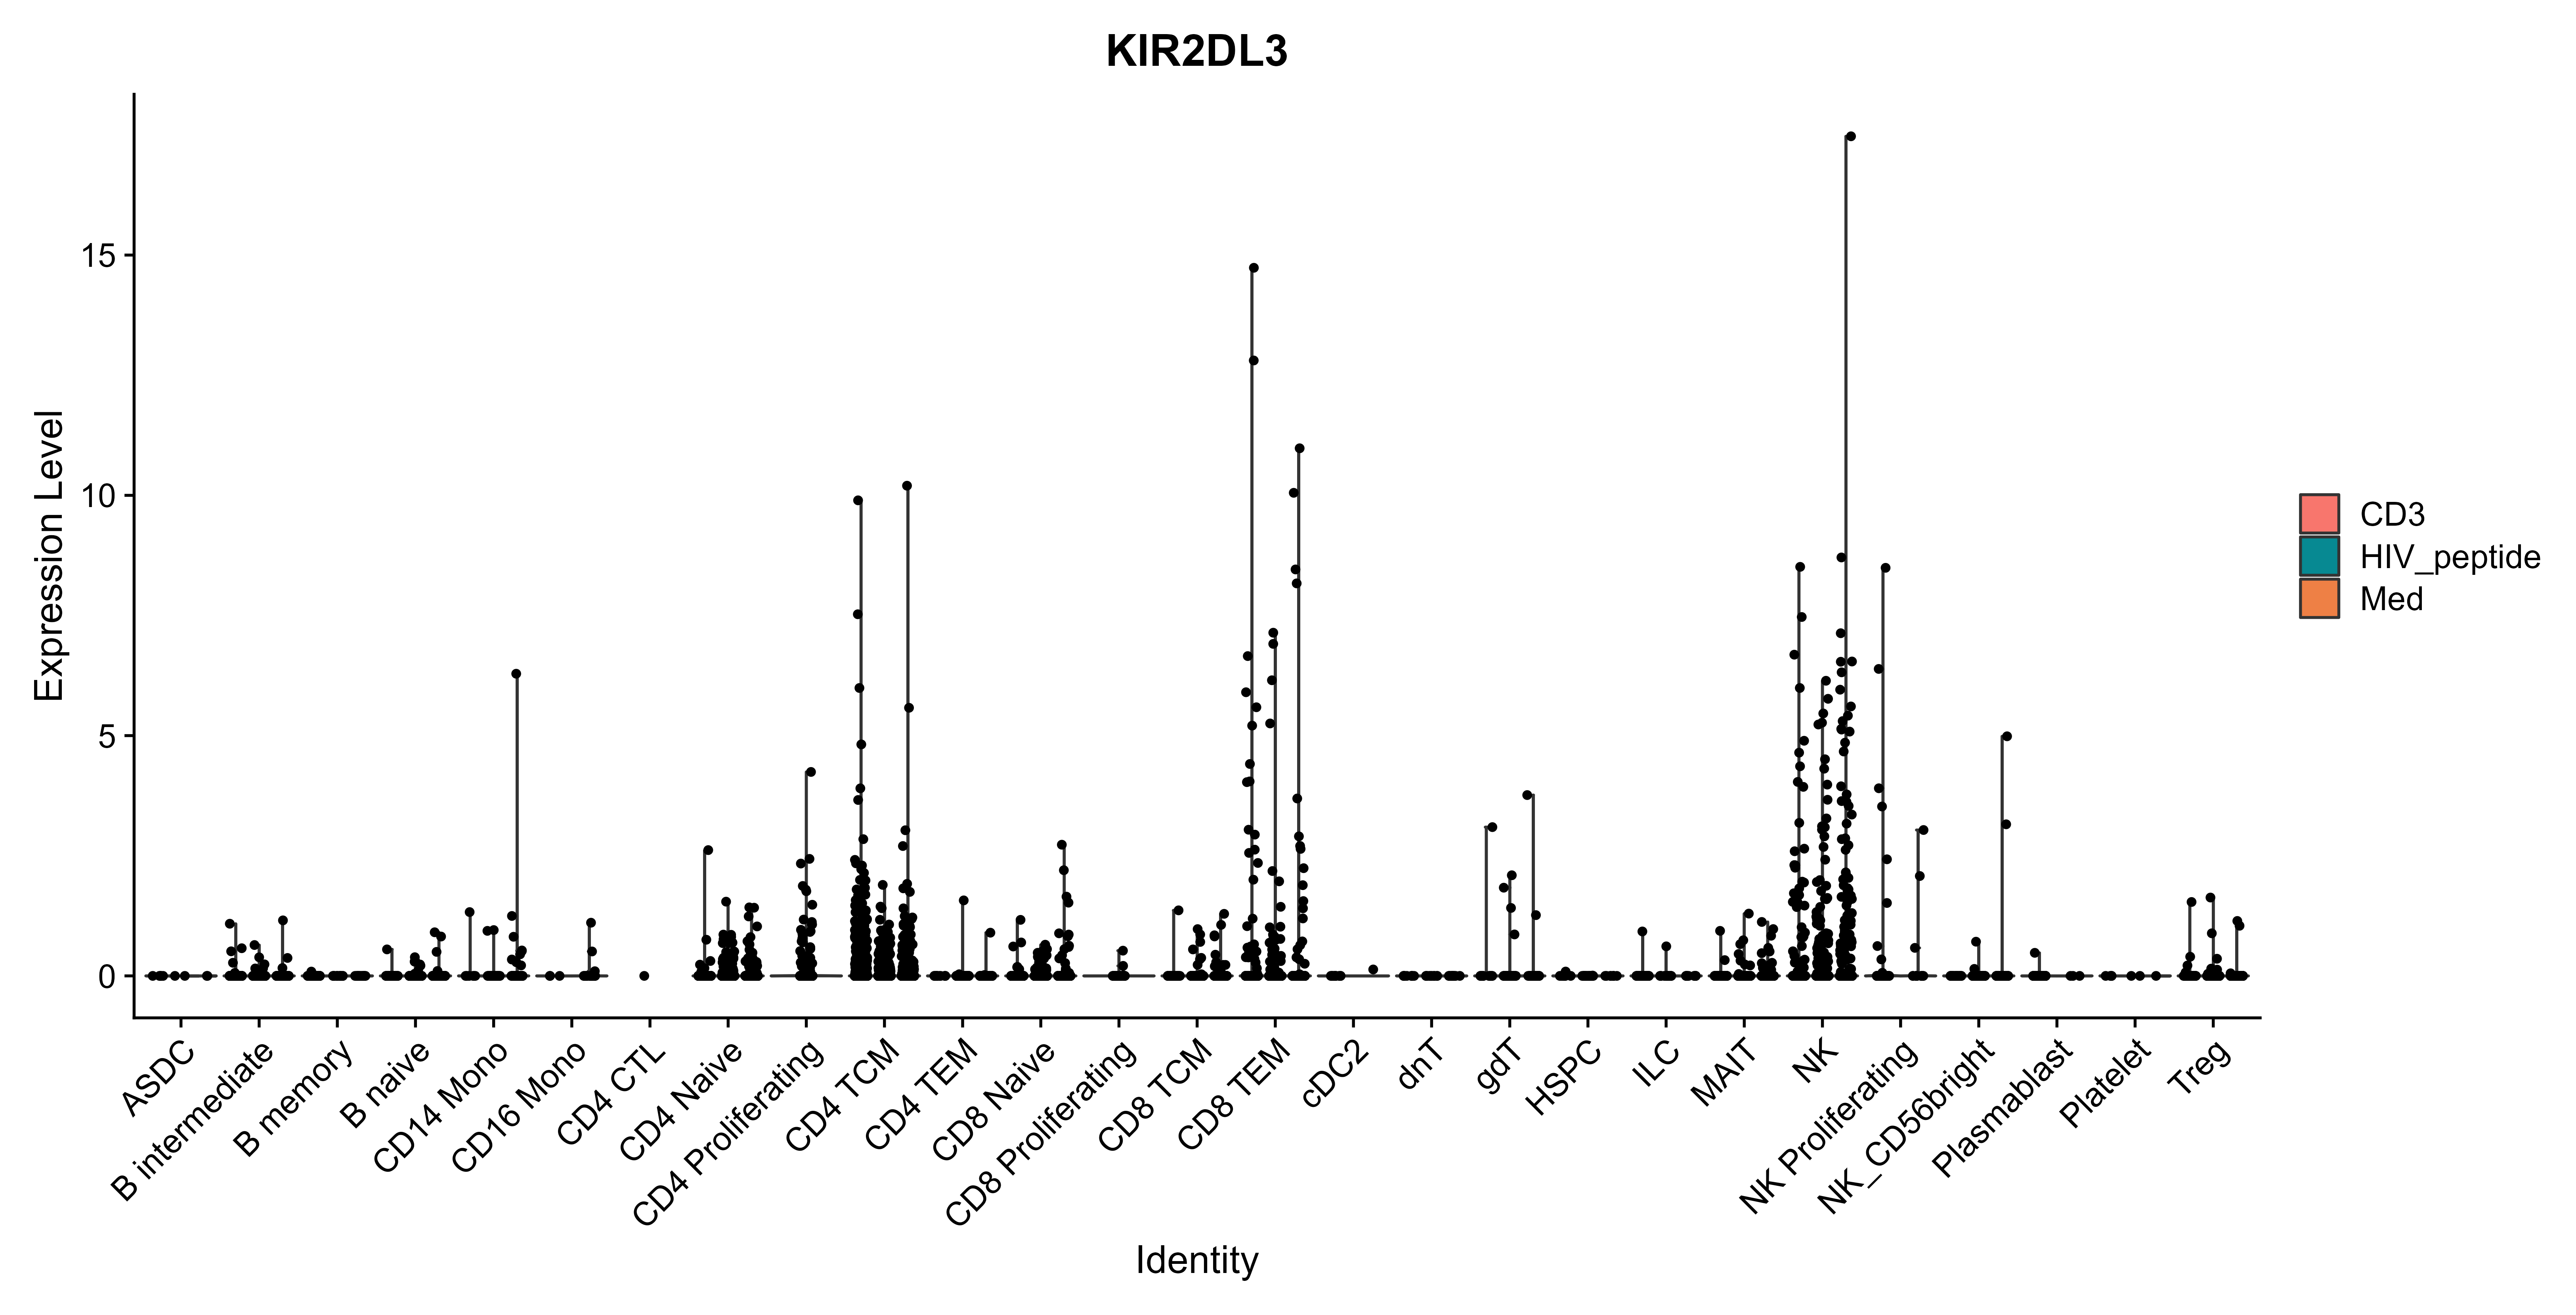 KIR2DL3
Expression Level
15
10
5
0
CD3
HIV_peptide
Med
ASDC
B intermediate
B memory
B naive
CD14 Mono
CD16 Mono
CD4 CTL
CD4 Naive
CD4 Proliferating
CD4 TCM
CD4 TEM
CD8 Naive
CD8 Proliferating
CD8 TCM
CD8 TEM
cDC2
dnT
gdT
HSPC
ILC
MAIT
NK
NK Proliferating
NK_CD56bright
Plasmablast
Platelet
Treg
Identity